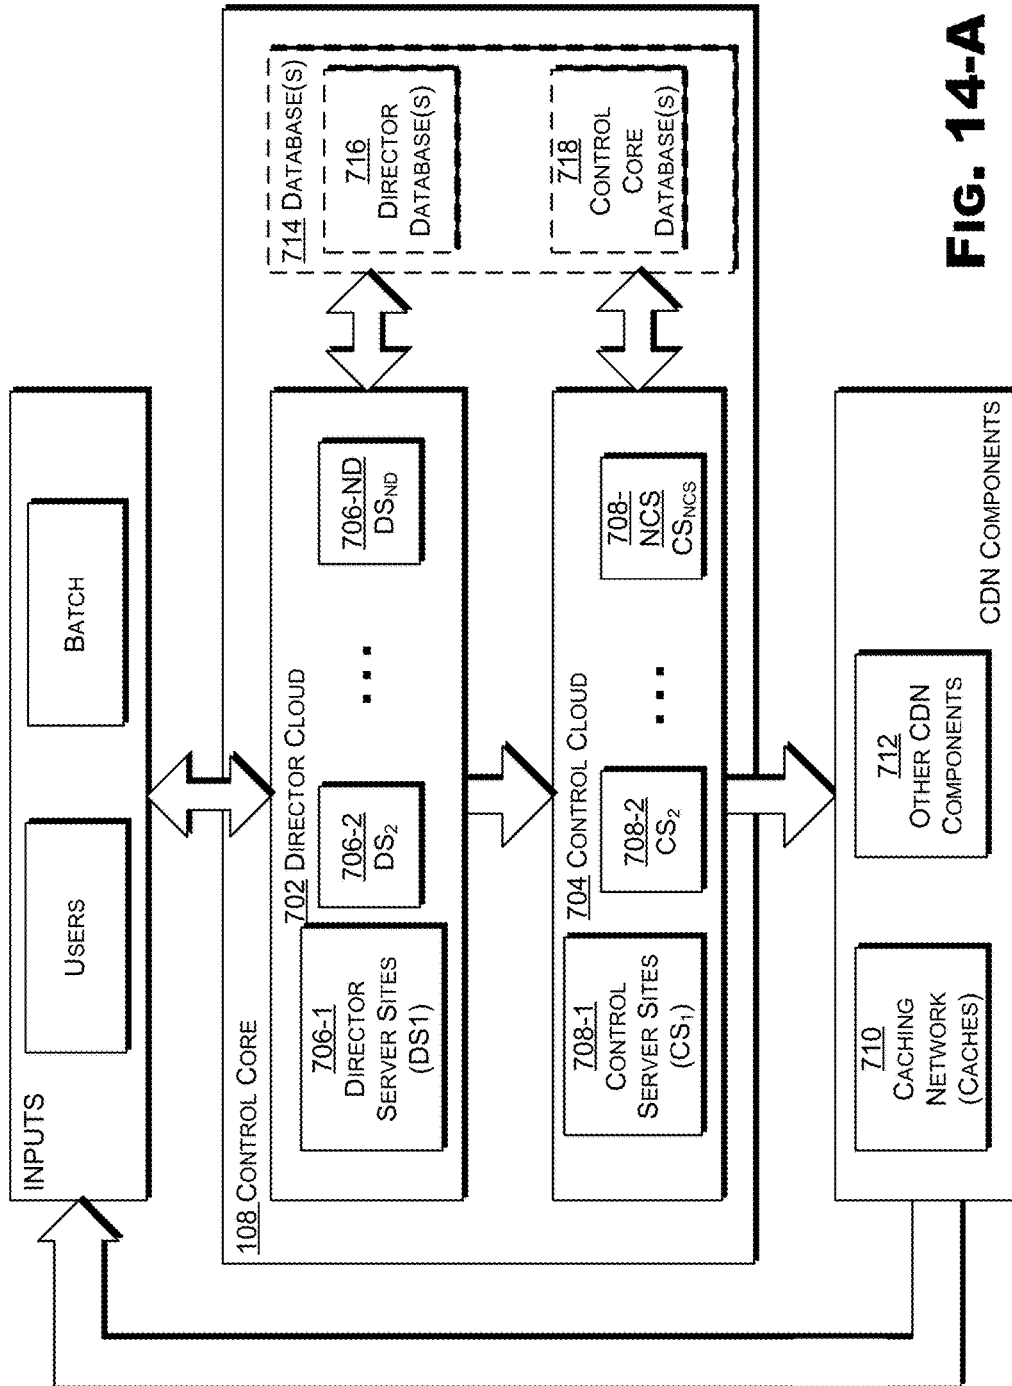 INPUTS
USERS
BATCH
108 CONTROL CORE
702 DIRECTOR CLOUD
706-1
DIRECTOR
SERVER SITES
(DS1)
706-2
DS2
...
706-ND
DSND
704 CONTROL CLOUD
708-1
CONTROL
SERVER SITES
(CS1)
708-2
CS2
...
708-
NCS
CSNCS
714 DATABASE(S)
716
DIRECTOR
DATABASE(S)
718
CONTROL
CORE
DATABASE(S)
710
CACHING
NETWORK
(CACHES)
712
OTHER CDN
COMPONENTS
CDN COMPONENTS
FIG. 14-A